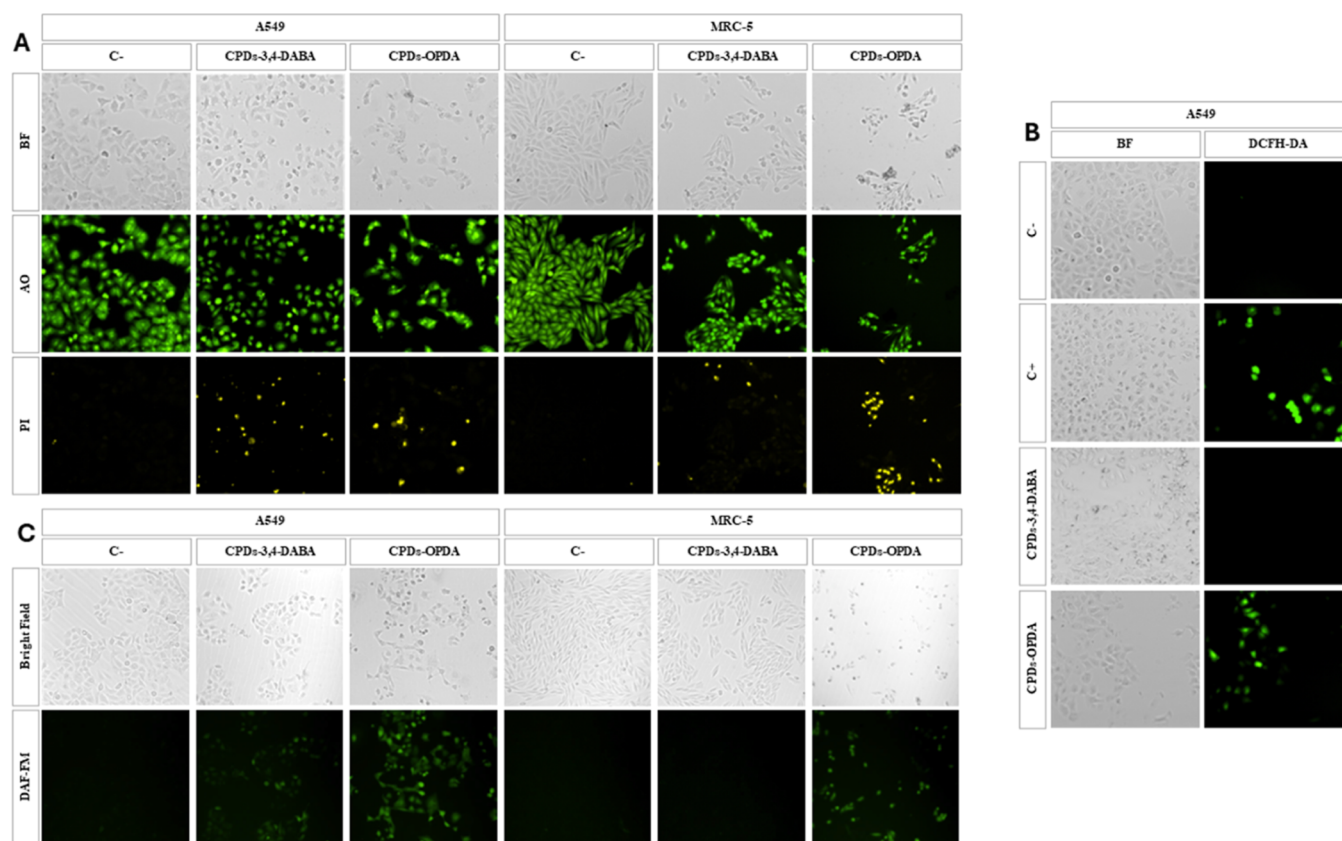 A
A549 MRC-5
C- CPDs-3,4-DABA CPDs-OPDA C- CPDs-3,4-DABA CPDs-OPDA
BF
AO
PI
B
A549
BF DCFH-DA
C-
C+
CPDs-3,4-DABA
CPDs-OPDA
C
A549 MRC-5
C- CPDs-3,4-DABA CPDs-OPDA C- CPDs-3,4-DABA CPDs-OPDA
Bright Field
DAF-FM